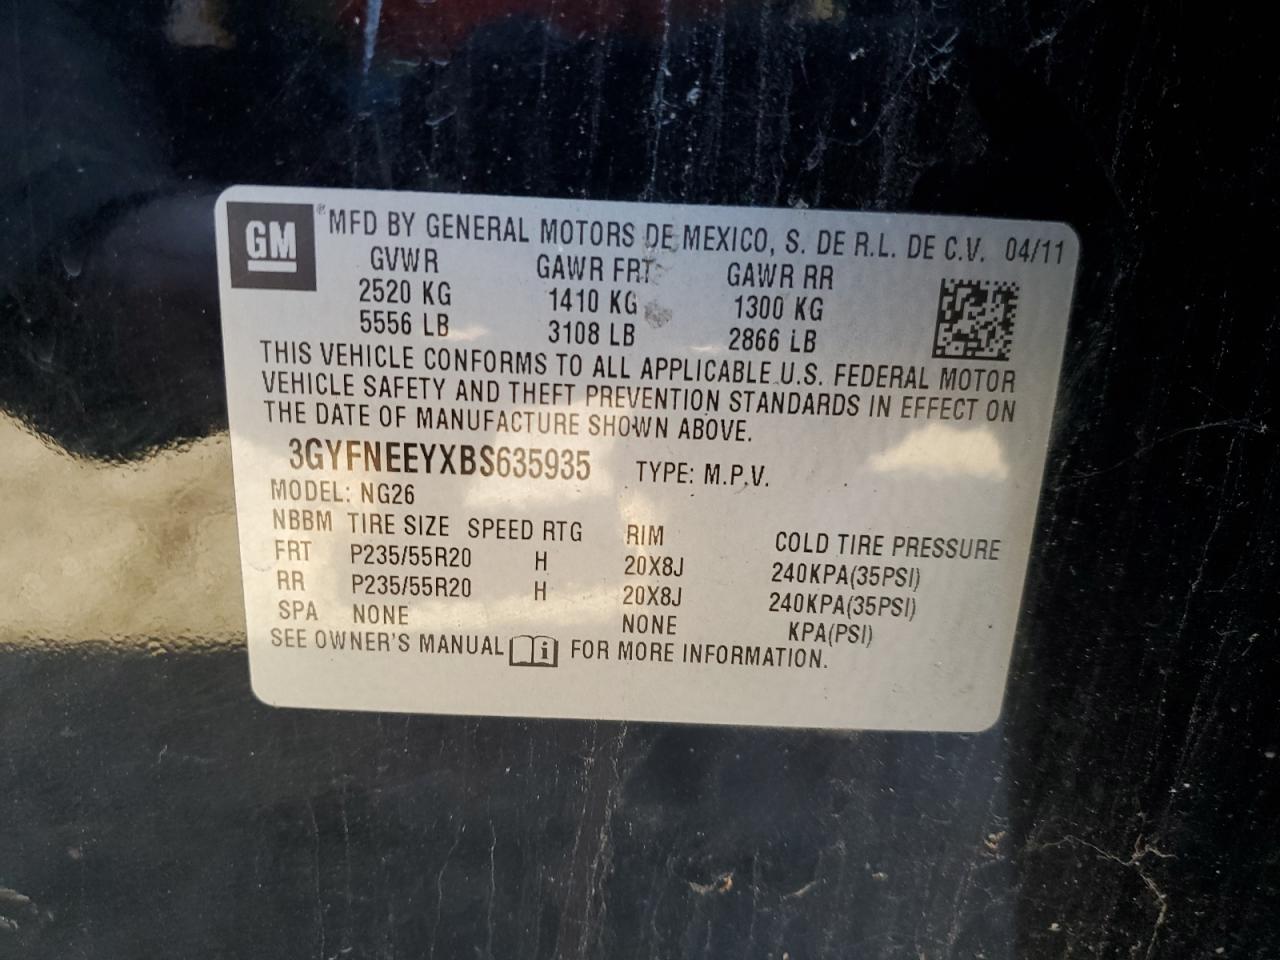 GM ® MFD BY GENERAL MOTORS DE MEXICO, S. DE R.L. DE C.V. 04/11
GVWR GAWR FRT GAWR RR
2520 KG 1410 KG 1300 KG
5556 LB 3108 LB 2866 LB
THIS VEHICLE CONFORMS TO ALL APPLICABLE U.S. FEDERAL MOTOR
VEHICLE SAFETY AND THEFT PREVENTION STANDARDS IN EFFECT ON
THE DATE OF MANUFACTURE SHOWN ABOVE.
3GYFNEEYXBS635935 TYPE: M.P.V.
MODEL: NG26
NBBM TIRE SIZE SPEED RTG RIM COLD TIRE PRESSURE
FRT P235/55R20 H 20X8J 240KPA(35PSI)
RR P235/55R20 H 20X8J 240KPA(35PSI)
SPA NONE NONE KPA(PSI)
SEE OWNER'S MANUAL i FOR MORE INFORMATION.